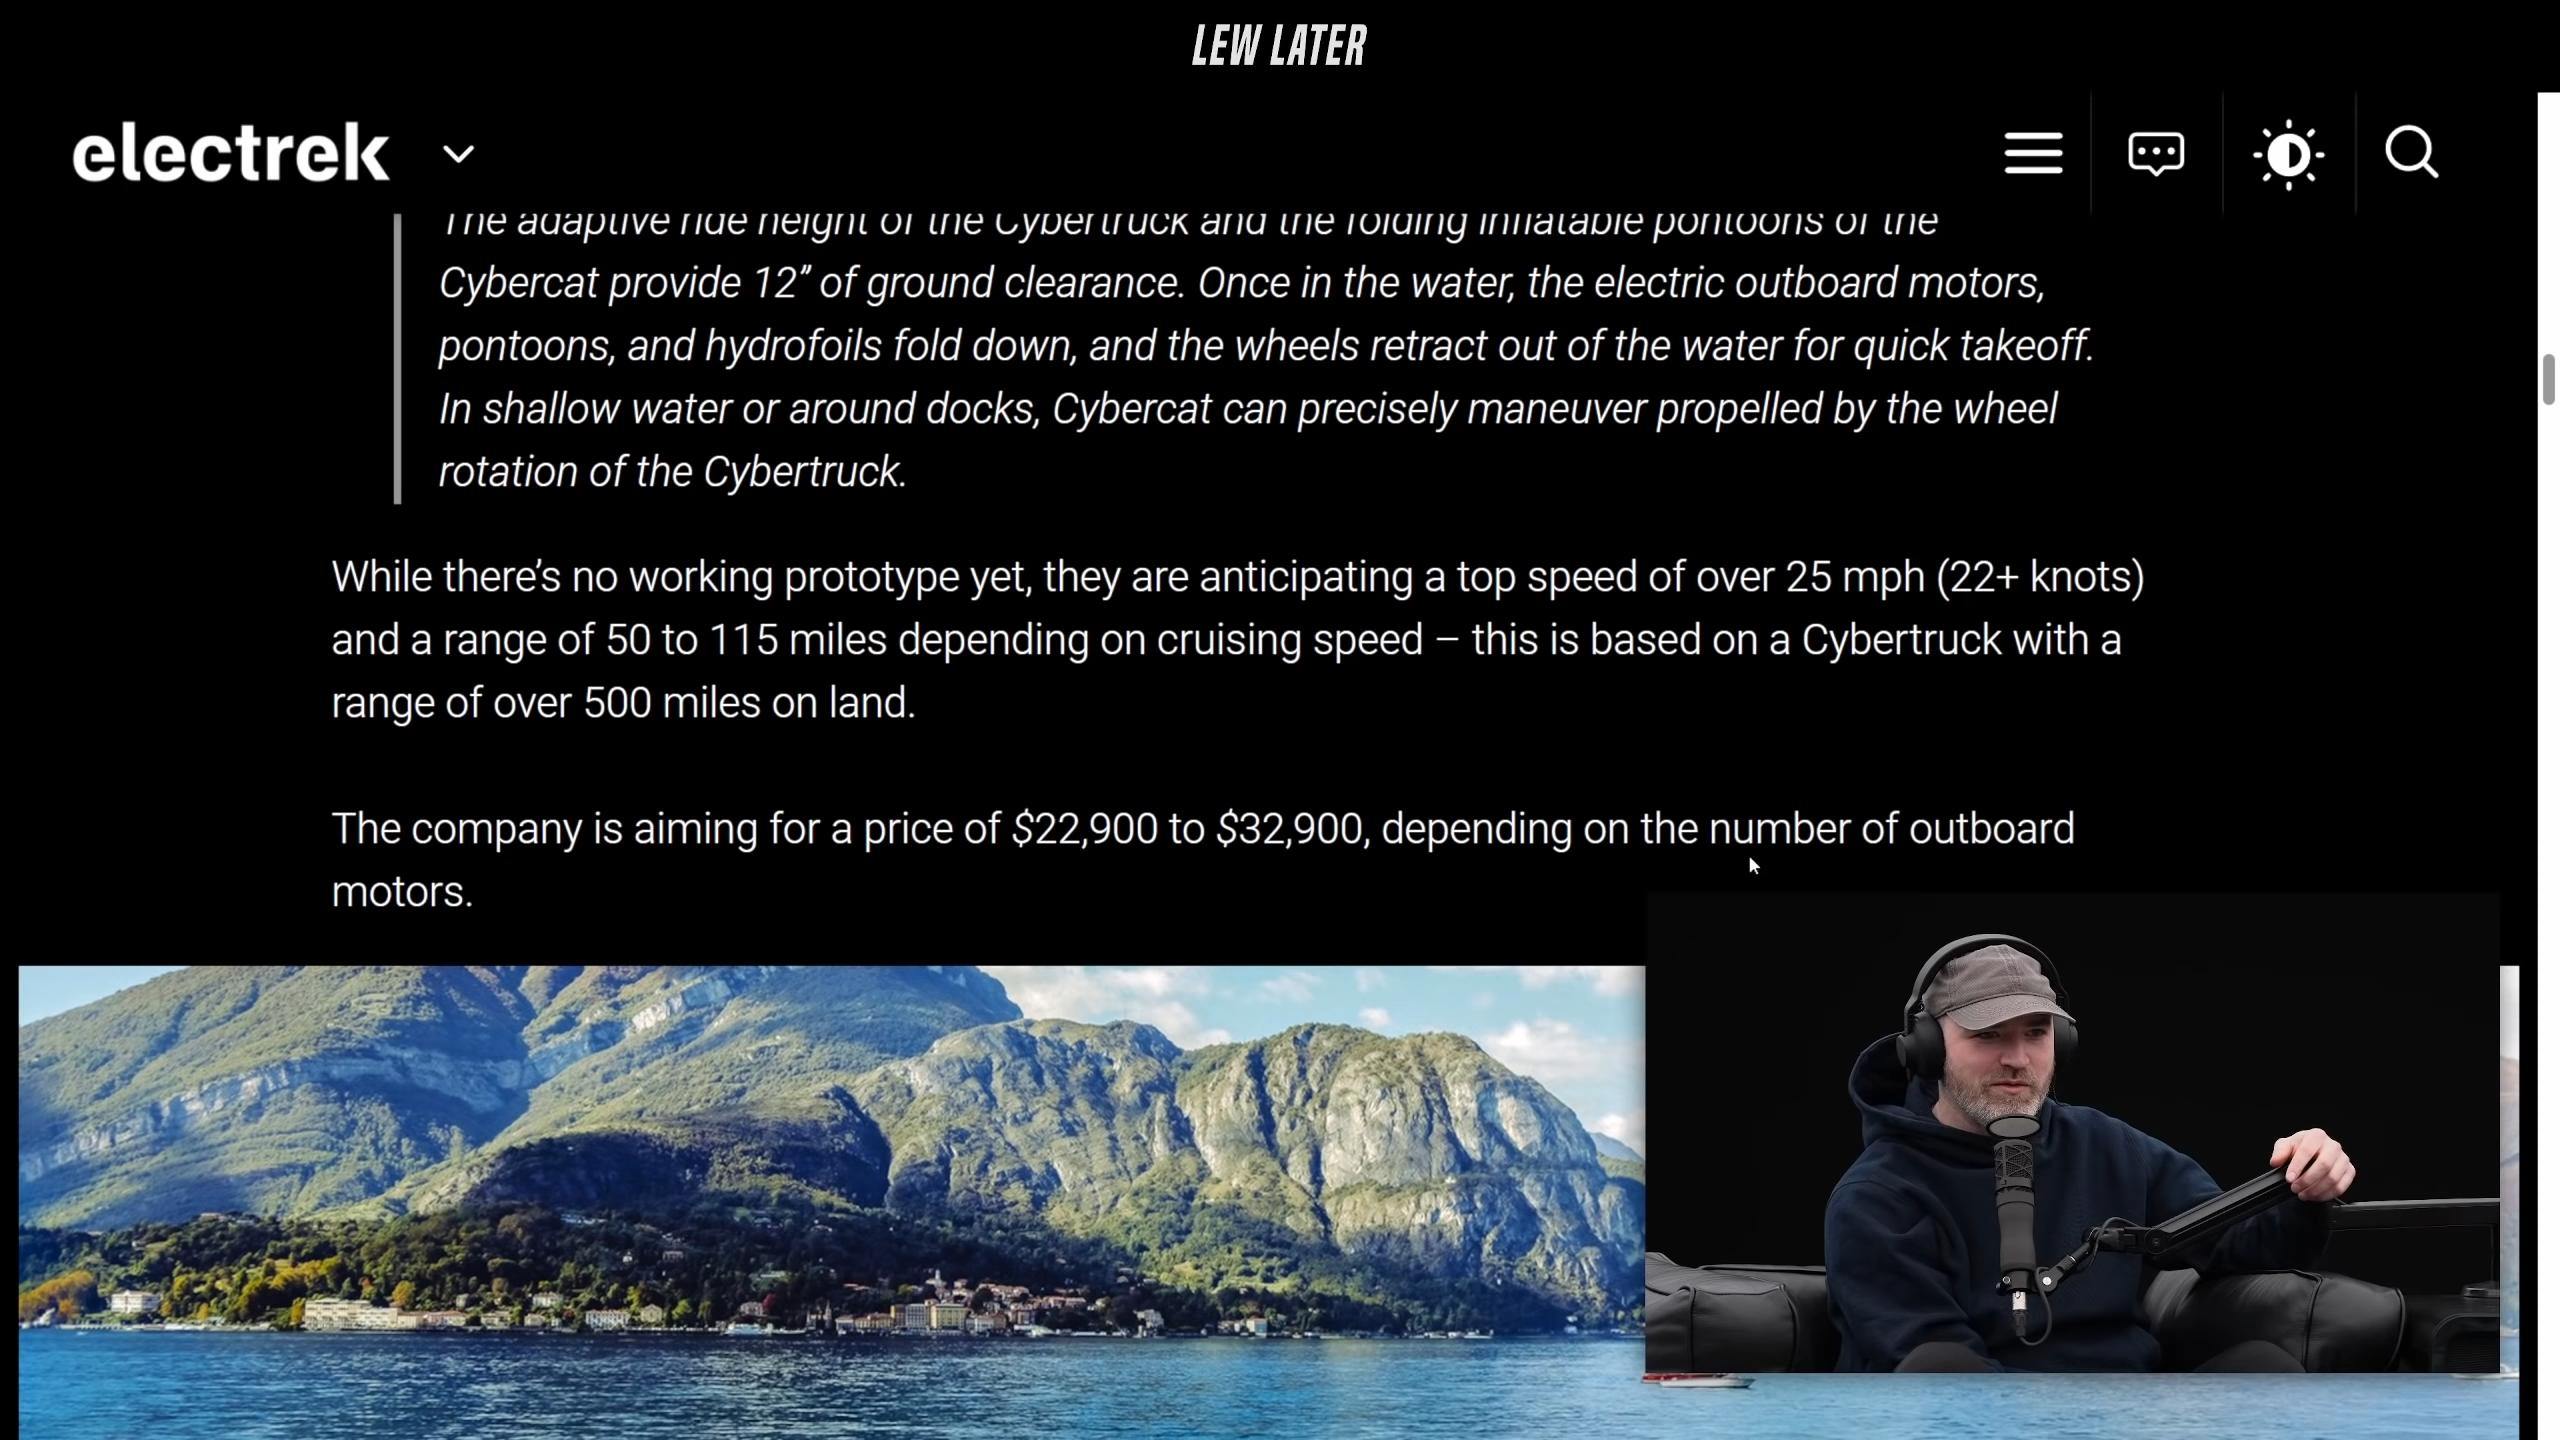 LEW LATER
electrek
The adaptive ride height of the Cybertruck and the folding inflatable pontoons of the
Cybercat provide 12” of ground clearance. Once in the water, the electric outboard motors,
pontoons, and hydrofoils fold down, and the wheels retract out of the water for quick takeoff.
In shallow water or around docks, Cybercat can precisely maneuver propelled by the wheel
rotation of the Cybertruck.
While there’s no working prototype yet, they are anticipating a top speed of over 25 mph (22+ knots)
and a range of 50 to 115 miles depending on cruising speed – this is based on a Cybertruck with a
range of over 500 miles on land.
The company is aiming for a price of $22,900 to $32,900, depending on the number of outboard
motors.